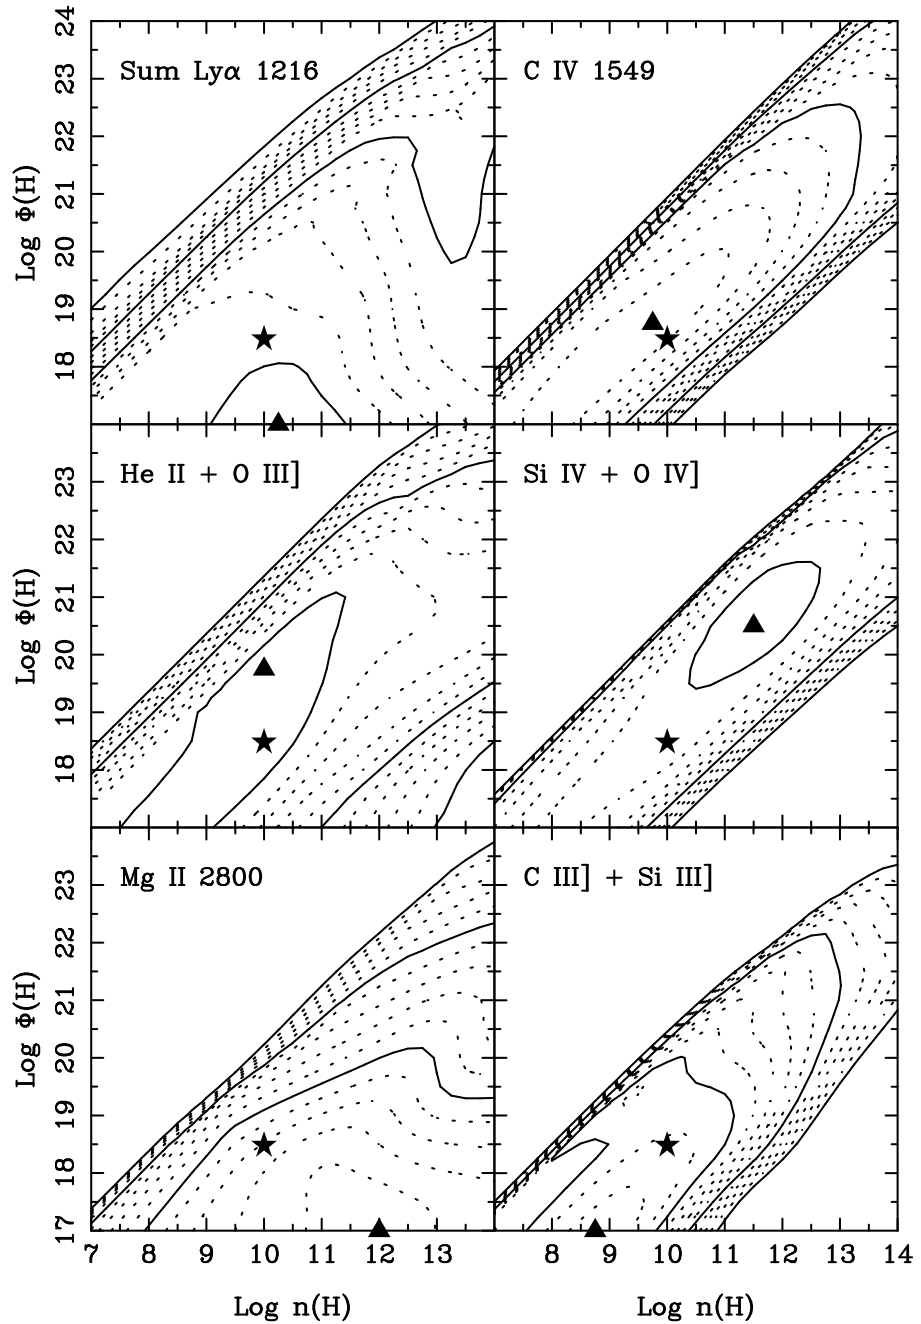 24
23
22
21
20
19
18
Log Φ(H)
Sum Lyα 1216
C IV 1549
23
22
21
20
19
18
Log Φ(H)
He II + O III]
Si IV + O IV]
23
22
21
20
19
18
17
Log Φ(H)
Mg II 2800
C III] + Si III]
7 8 9 10 11 12 13
8 9 10 11 12 13 14
Log n(H)
Log n(H)